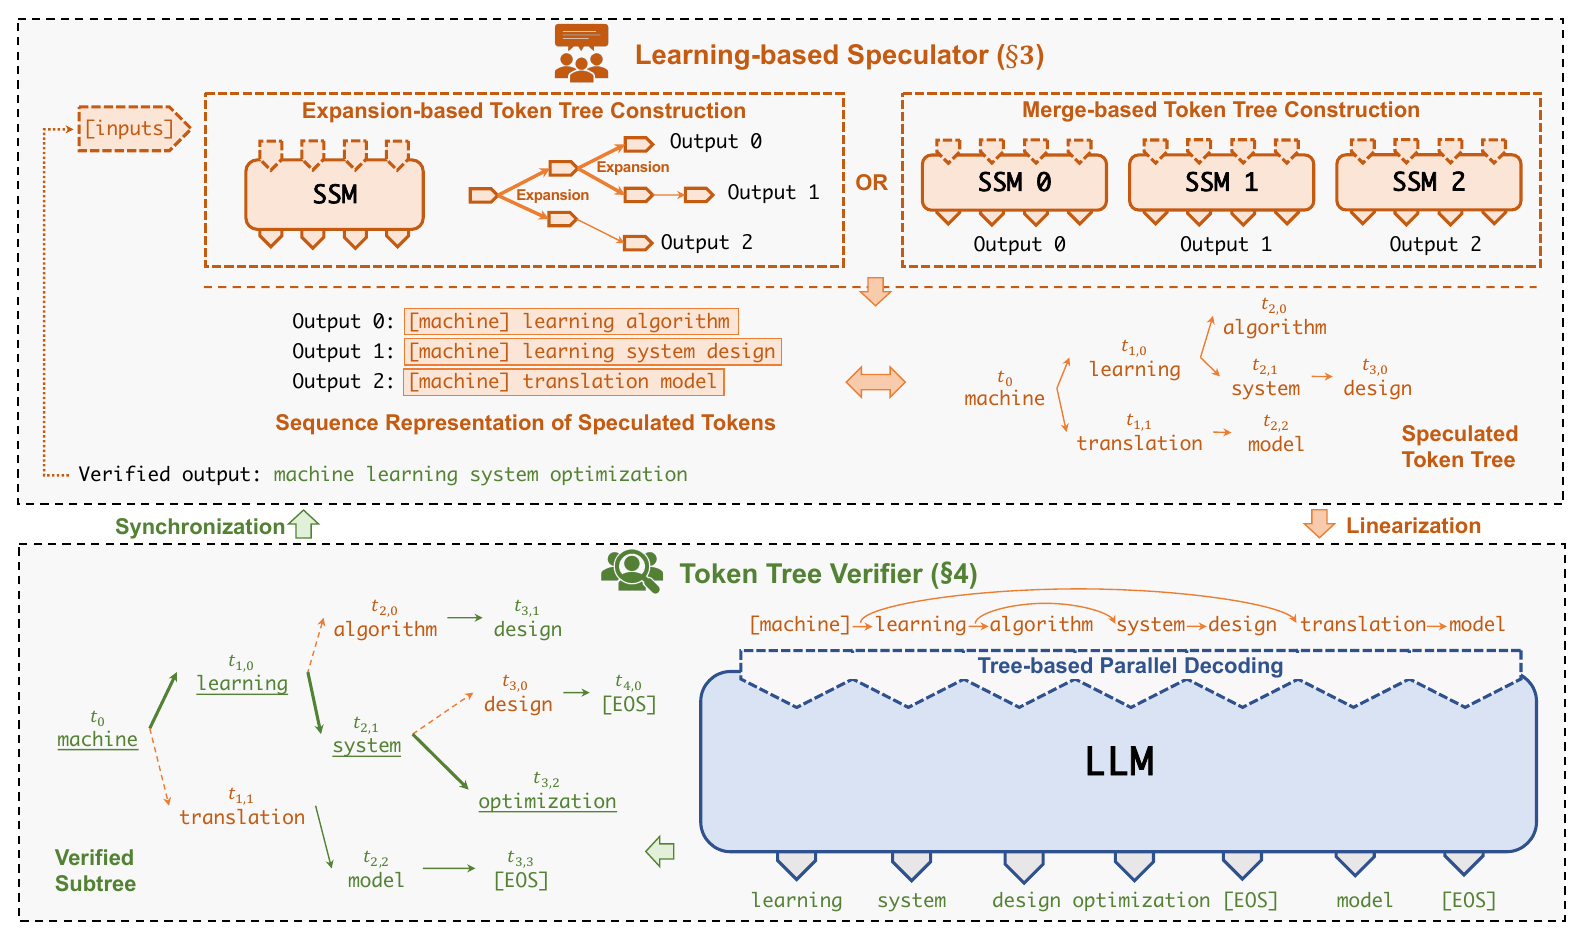 Learning-based Speculator (§3)
[inputs]
Expansion-based Token Tree Construction
SSM
Expansion
Expansion
Output 0
Output 1
Output 2
OR
Merge-based Token Tree Construction
SSM 0
SSM 1
SSM 2
Output 0
Output 1
Output 2
Output 0: [machine] learning algorithm
Output 1: [machine] learning system design
Output 2: [machine] translation model
Sequence Representation of Speculated Tokens
t0
machine
t1,0
learning
t2,0
algorithm
t2,1
system
t3,0
design
t1,1
translation
t2,2
model
Speculated
Token Tree
Verified output: machine learning system optimization
Synchronization
Linearization
Token Tree Verifier (§4)
t0
machine
t1,0
learning
t2,0
algorithm
t3,1
design
t2,1
system
t3,0
design
t4,0
[EOS]
t3,2
optimization
t1,1
translation
t2,2
model
t3,3
[EOS]
Verified
Subtree
[machine] learning algorithm system design translation model
Tree-based Parallel Decoding
LLM
learning system design optimization [EOS] model [EOS]